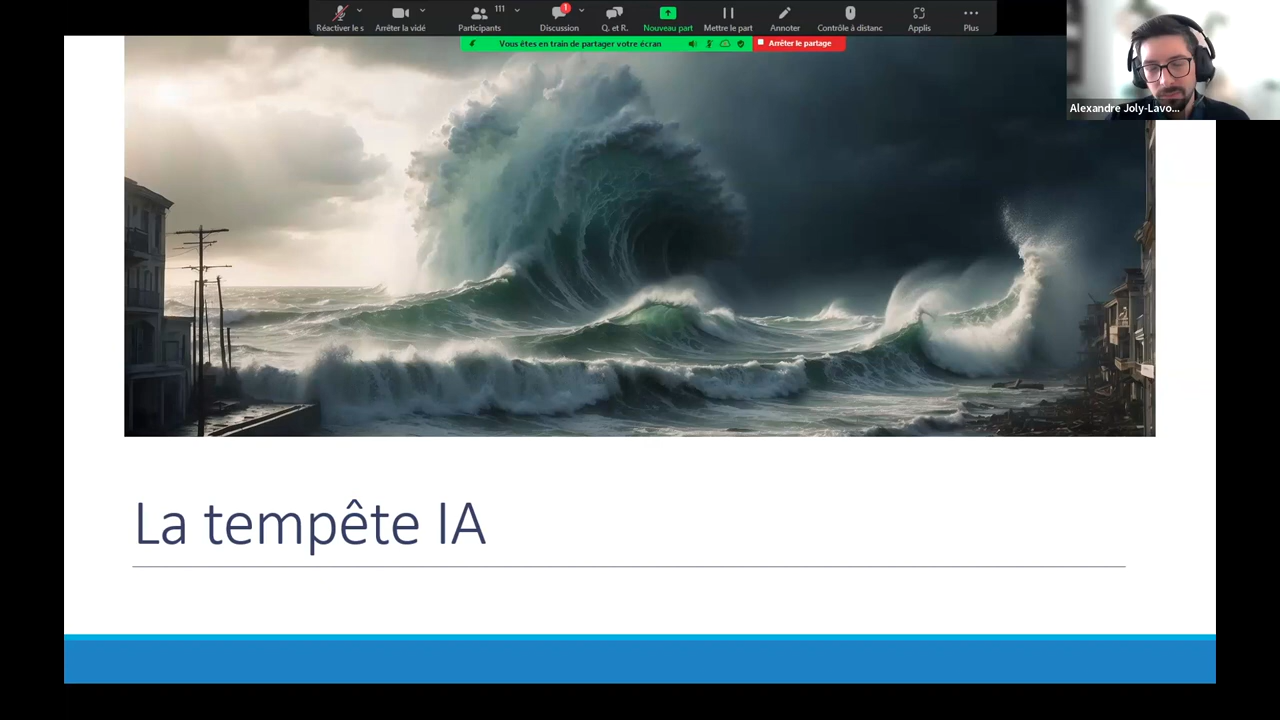 111
1
Réactiver le s
Arrêter la vidé
Participants
Discussion
Q. et R.
Nouveau part
Mettre le part
Annoter
Contrôle à distanc
Applis
Plus
Vous êtes en train de partager votre écran
Arrêter le partage
Alexandre Joly-Lavo...
La tempête IA